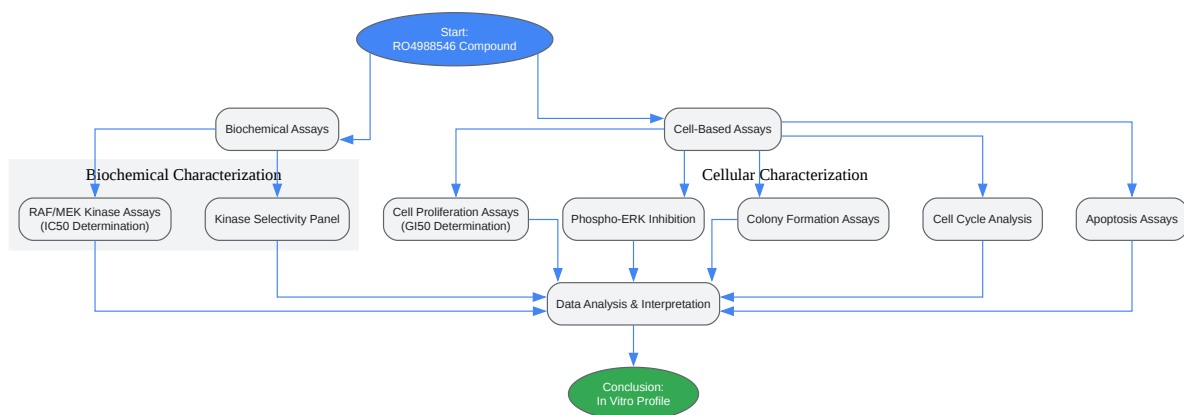 Start:
RO4988546 Compound
Biochemical Assays
Cell-Based Assays
Biochemical Characterization
Cellular Characterization
RAF/MEK Kinase Assays
(IC50 Determination)
Kinase Selectivity Panel
Cell Proliferation Assays
(GI50 Determination)
Phospho-ERK Inhibition
Colony Formation Assays
Cell Cycle Analysis
Apoptosis Assays
Data Analysis & Interpretation
Conclusion:
In Vitro Profile